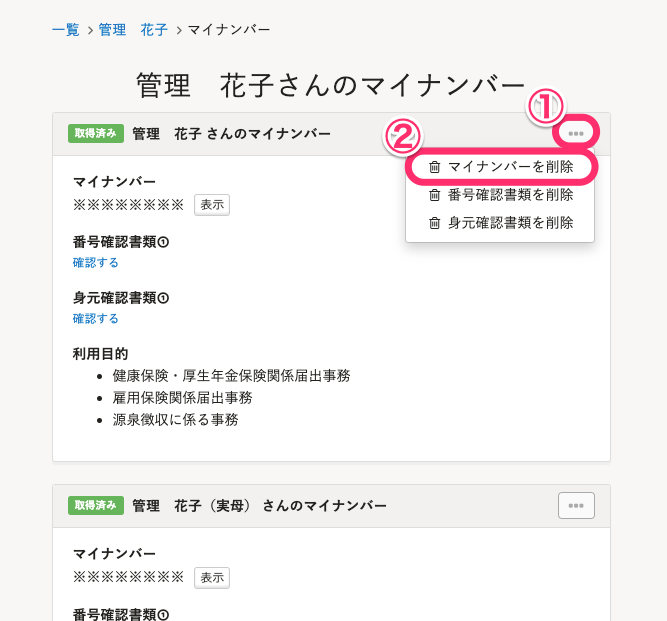 一覧 > 管理　花子 > マイナンバー
管理　花子さんのマイナンバー
①
取得済み 管理　花子 さんのマイナンバー
②
マイナンバーを削除
番号確認書類を削除
身元確認書類を削除
マイナンバー
※※※※※※※※ 表示
番号確認書類①
確認する
身元確認書類①
確認する
利用目的
• 健康保険・厚生年金保険関係届出事務
• 雇用保険関係届出事務
• 源泉徴収に係る事務
取得済み 管理　花子（実母） さんのマイナンバー
マイナンバー
※※※※※※※※ 表示
番号確認書類①